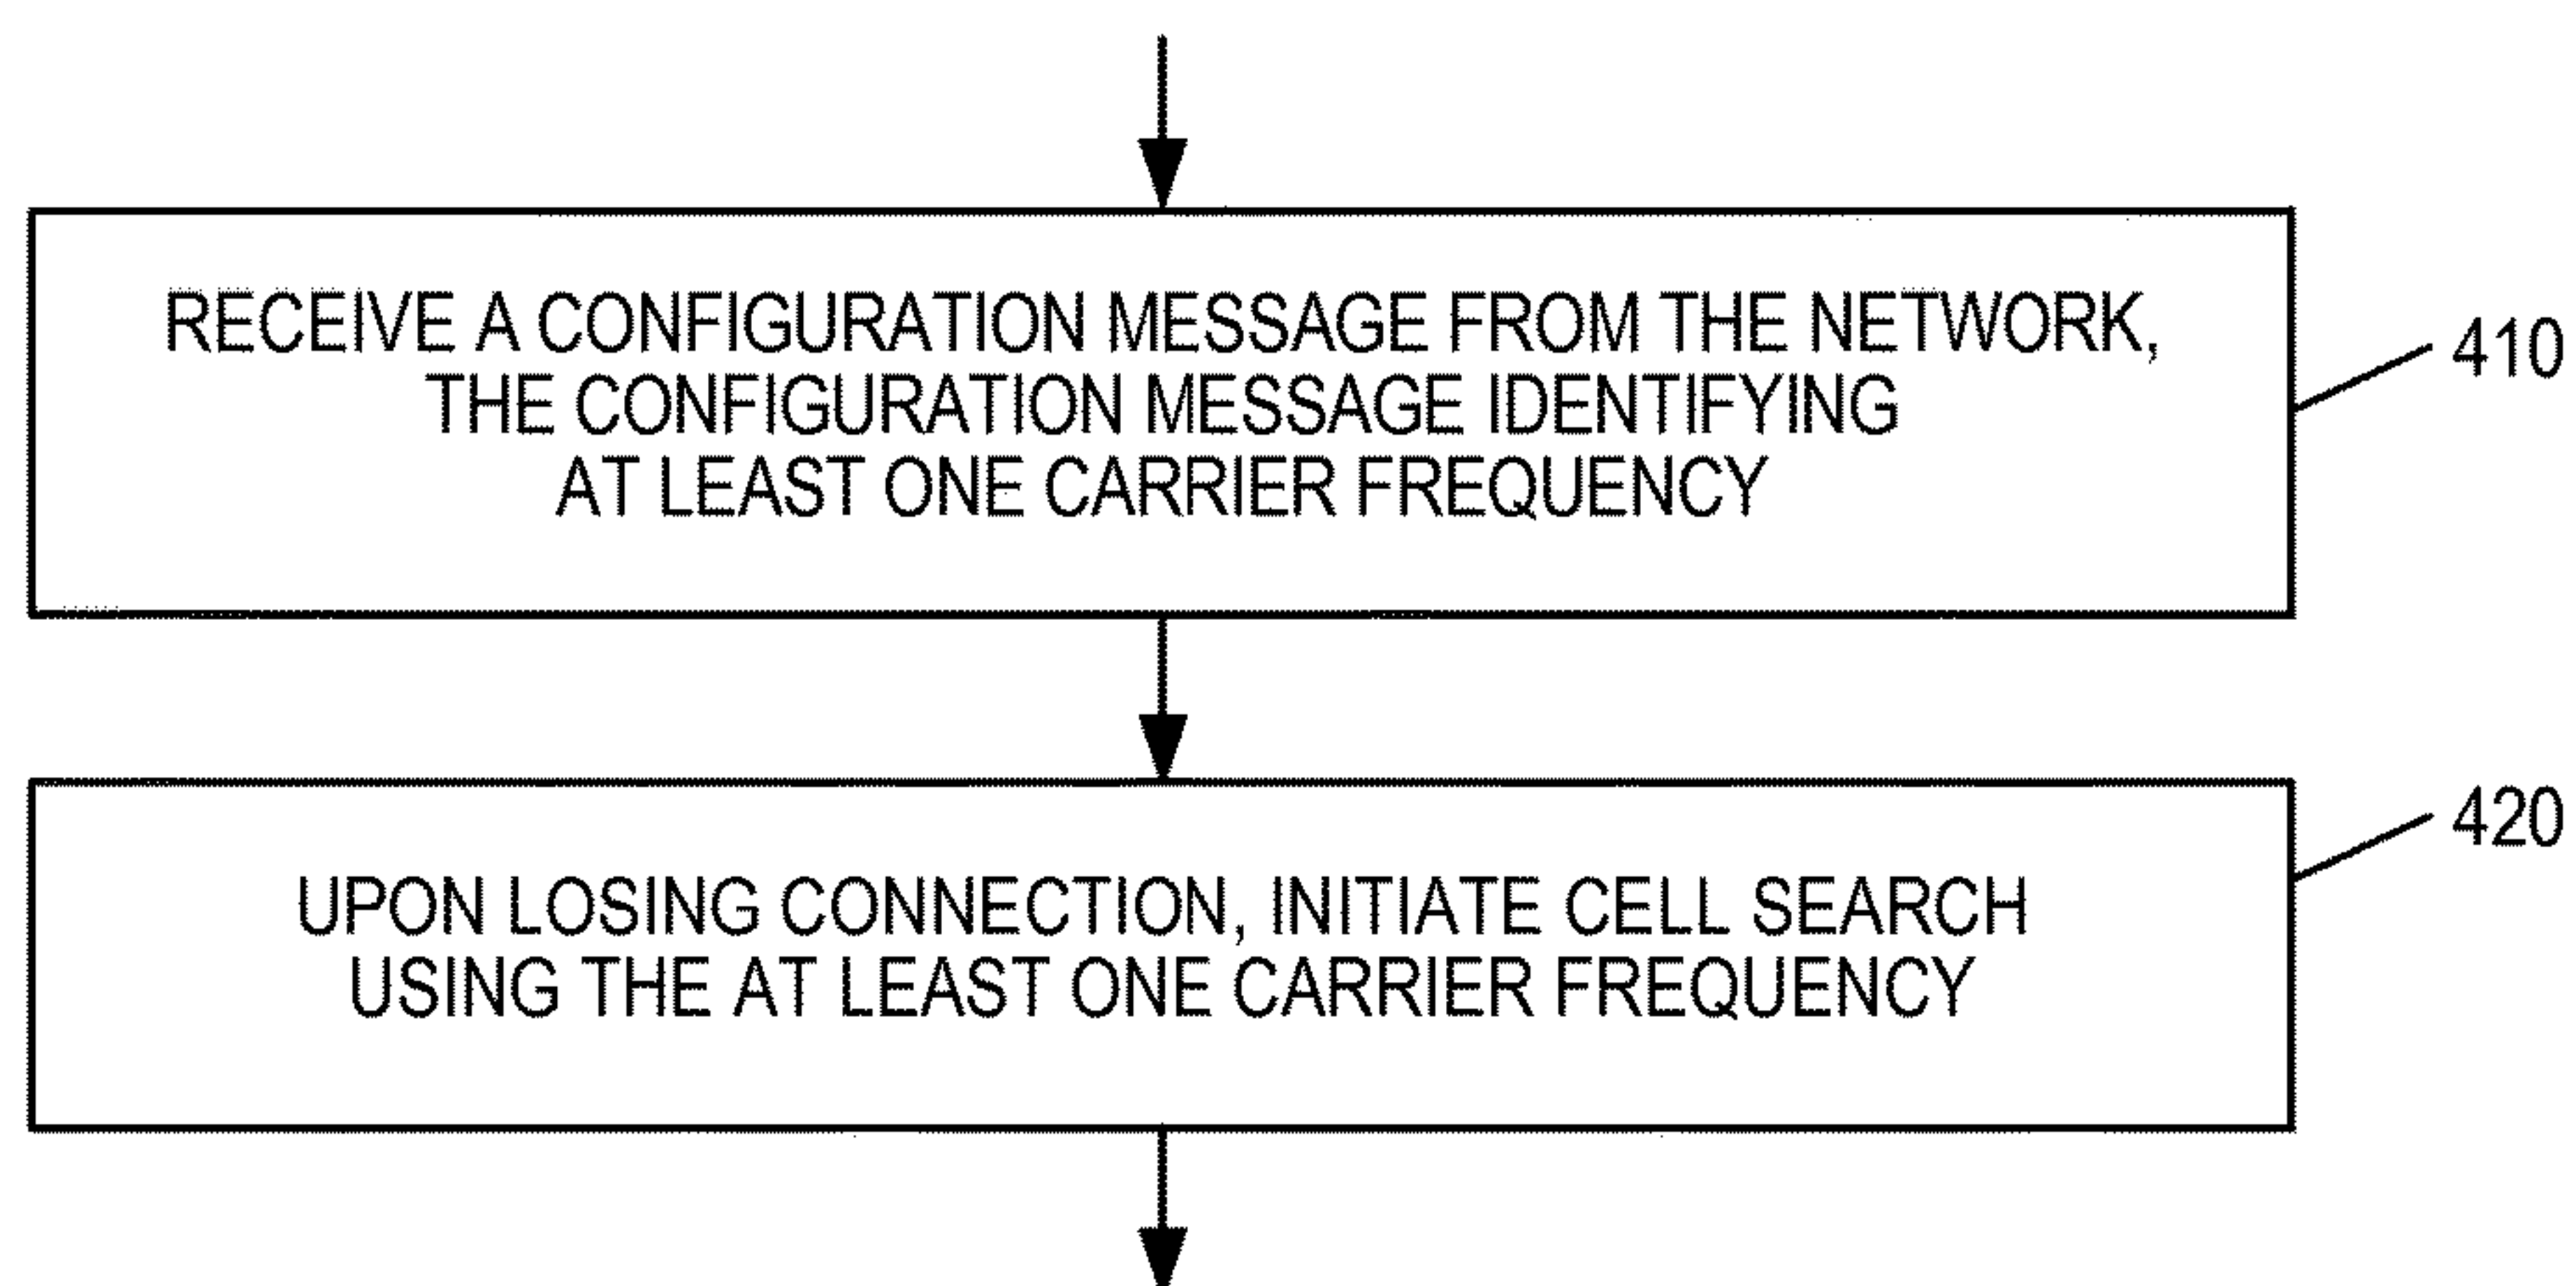 RECEIVE A CONFIGURATION MESSAGE FROM THE NETWORK,
THE CONFIGURATION MESSAGE IDENTIFYING
AT LEAST ONE CARRIER FREQUENCY
410
UPON LOSING CONNECTION, INITIATE CELL SEARCH
USING THE AT LEAST ONE CARRIER FREQUENCY
420